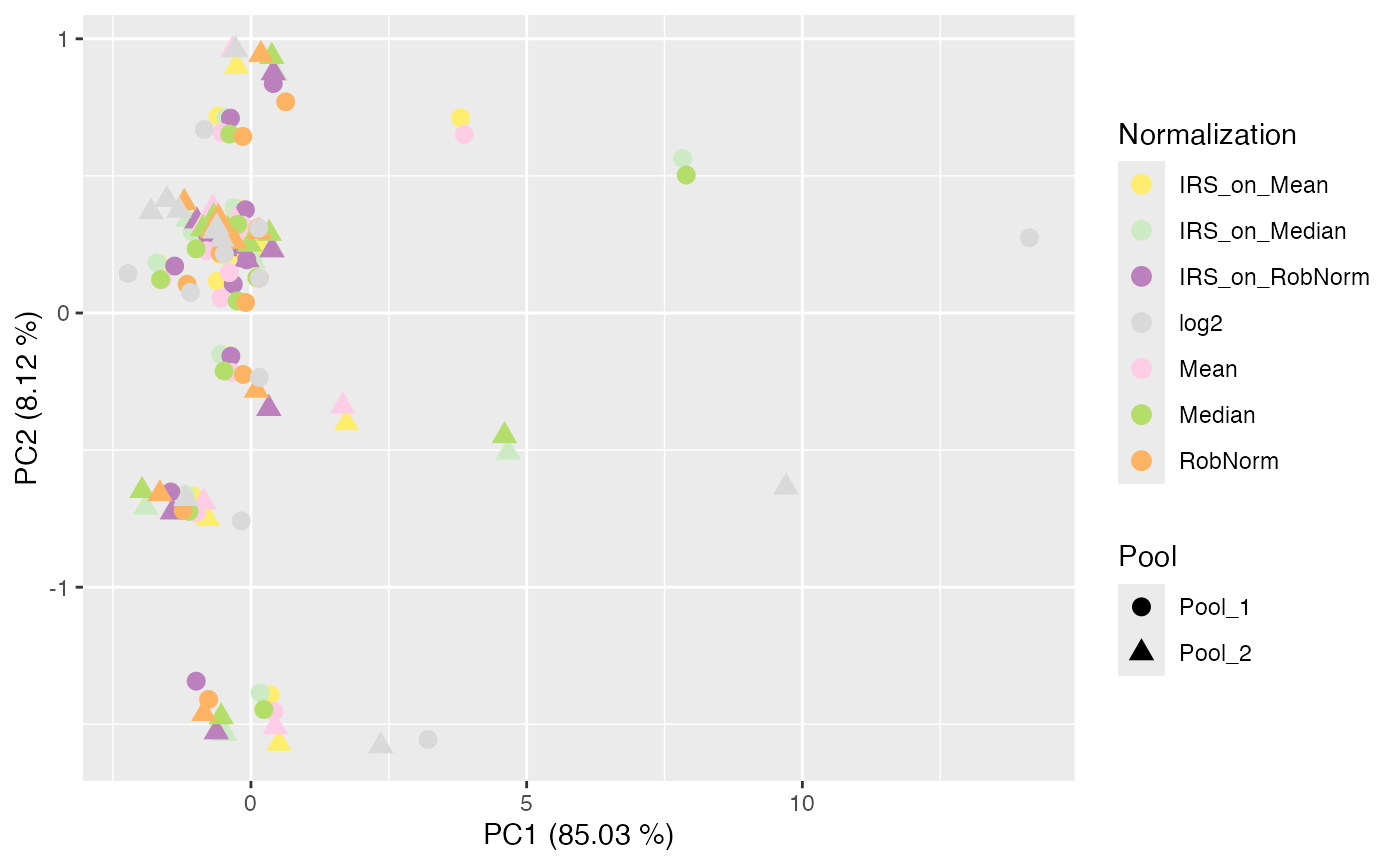 1
0
-1
PC2 (8.12 %)
0
5
10
PC1 (85.03 %)
Normalization
IRS_on_Mean
IRS_on_Median
IRS_on_RobNorm
log2
Mean
Median
RobNorm
Pool
Pool_1
Pool_2